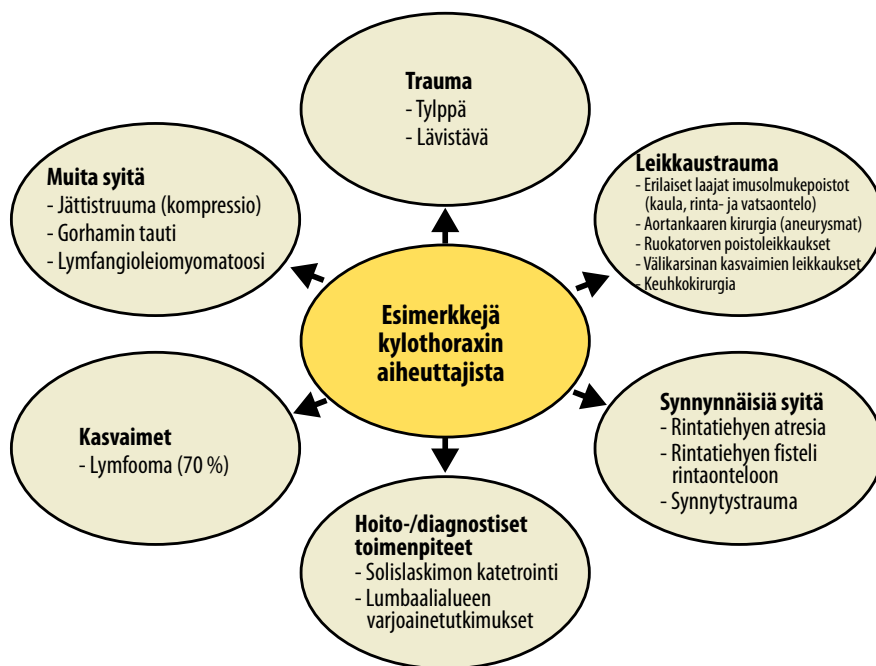 Trauma
- Tylppä
- Lävistävä
Muita syitä
- Jättistruuma (kompressio)
- Gorhamin tauti
- Lymfangioleiomyomatoosi
Leikkaustrauma
- Erilaiset laajat imusolmukepoistot
(kaula, rinta- ja vatsaontelo)
- Aortankaaren kirurgia (aneurysmat)
- Ruokatorven poistoleikkaukset
- Välikarsinan kasvaimien leikkaukset
- Keuhkokirurgia
Esimerkkejä
kylothoraxin
aiheuttajista
Kasvaimet
- Lymfooma (70 %)
Synnynnäisiä syitä
- Rintatiehyen atresia
- Rintatiehyen fisteli
rintaonteloon
- Synnytystrauma
Hoito-/diagnostiset
toimenpiteet
- Solislaskimon katetrointi
- Lumbaalialueen
varjoainetutkimukset